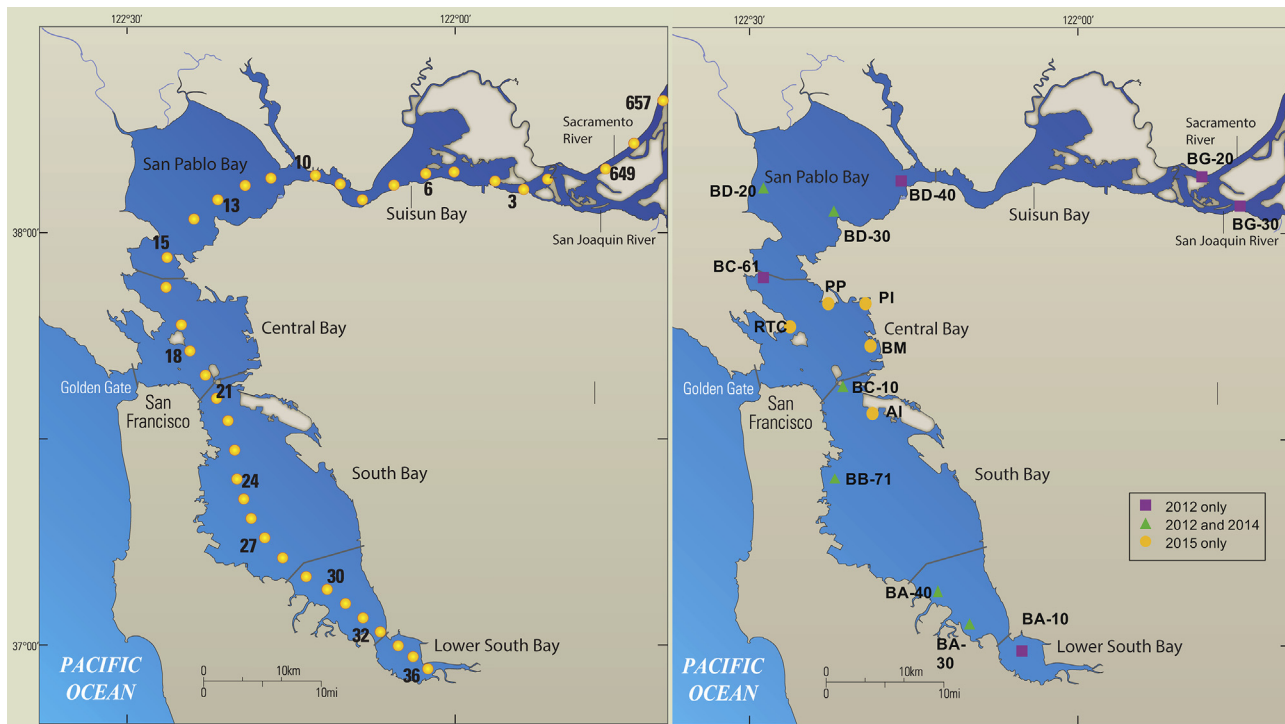 122°30'
122°00'
657
Sacramento
River
San Pablo Bay
10
649
6
13
3
Suisun Bay
San Joaquin River
38°00'
15
Central Bay
18
Golden Gate
21
San
Francisco
South Bay
24
27
30
32
Lower South Bay
37°00'
36
PACIFIC
OCEAN
0
10km
0
10mi
122°30'
122°00'
Sacramento
River
BG-20
San Pablo Bay
BD-20
BD-40
Suisun Bay
BG-30
BD-30
San Joaquin River
BC-61
PP
PI
RTC
Central Bay
BM
Golden Gate
BC-10
San
Francisco
AI
South Bay
BB-71
2012 only
2012 and 2014
2015 only
BA-40
BA-10
BA-
30
Lower South Bay
PACIFIC
OCEAN
0
10km
0
10mi